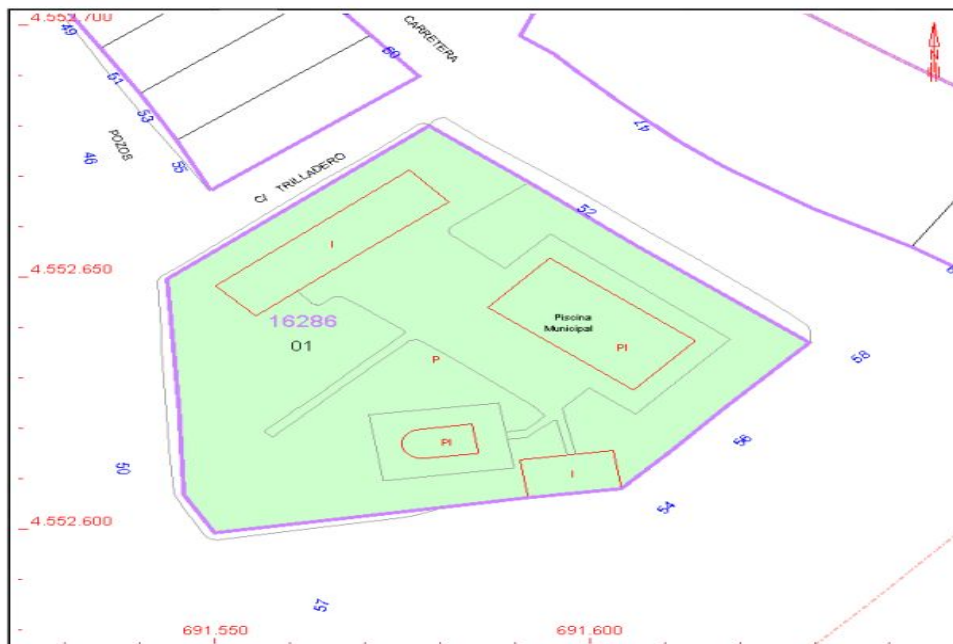 4.552.700
49
51
53
55
46
POZOS
60
CARRETERA
C/ TRILLADERO
47
52
N
4.552.650
I
16286
01
Piscina
Municipal
PI
P
58
50
PI
I
56
54
4.552.600
57
691.550
691.600